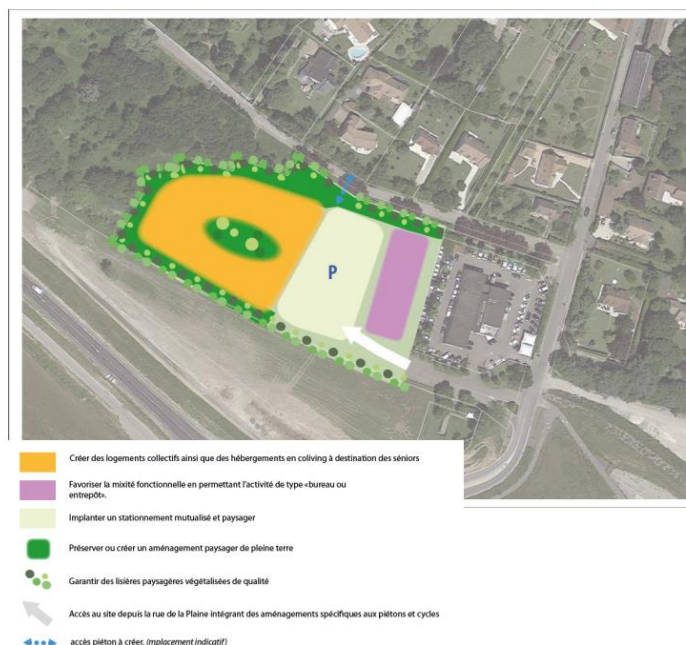 P
Créer des logements collectifs ainsi que des hébergements en coliving à destination des séniors
Favoriser la mixité fonctionnelle en permettant l'activité de type «bureau ou
entrepôt».
Implanter un stationnement mutualisé et paysager
Préserver ou créer un aménagement paysager de pleine terre
Garantir des lisières paysagères végétalisées de qualité
Accès au site depuis la rue de la Plaine intégrant des aménagements spécifiques aux piétons et cycles
accès piéton à créer. (mplacement indicatif)